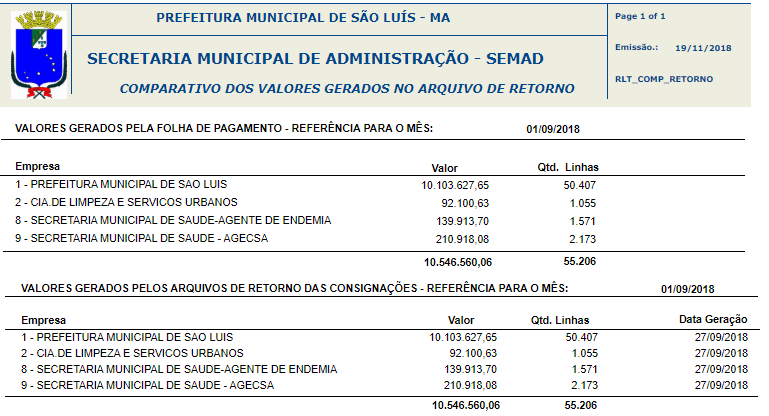 PREFEITURA MUNICIPAL DE SÃO LUÍS - MA
Page 1 of 1
Emissão.: 19/11/2018
SECRETARIA MUNICIPAL DE ADMINISTRAÇÃO - SEMAD
RLT_COMP_RETORNO
COMPARATIVO DOS VALORES GERADOS NO ARQUIVO DE RETORNO
VALORES GERADOS PELA FOLHA DE PAGAMENTO - REFERÊNCIA PARA O MÊS: 01/09/2018
Empresa Valor Qtd. Linhas
1 - PREFEITURA MUNICIPAL DE SAO LUIS 10.103.627,65 50.407
2 - CIA.DE LIMPEZA E SERVICOS URBANOS 92.100,63 1.055
8 - SECRETARIA MUNICIPAL DE SAUDE-AGENTE DE ENDEMIA 139.913,70 1.571
9 - SECRETARIA MUNICIPAL DE SAUDE - AGECSA 210.918,08 2.173
10.546.560,06 55.206
VALORES GERADOS PELOS ARQUIVOS DE RETORNO DAS CONSIGNAÇÕES - REFERÊNCIA PARA O MÊS: 01/09/2018
Empresa Valor Qtd. Linhas Data Geração
1 - PREFEITURA MUNICIPAL DE SAO LUIS 10.103.627,65 50.407 27/09/2018
2 - CIA.DE LIMPEZA E SERVICOS URBANOS 92.100,63 1.055 27/09/2018
8 - SECRETARIA MUNICIPAL DE SAUDE-AGENTE DE ENDEMIA 139.913,70 1.571 27/09/2018
9 - SECRETARIA MUNICIPAL DE SAUDE - AGECSA 210.918,08 2.173 27/09/2018
10.546.560,06 55.206